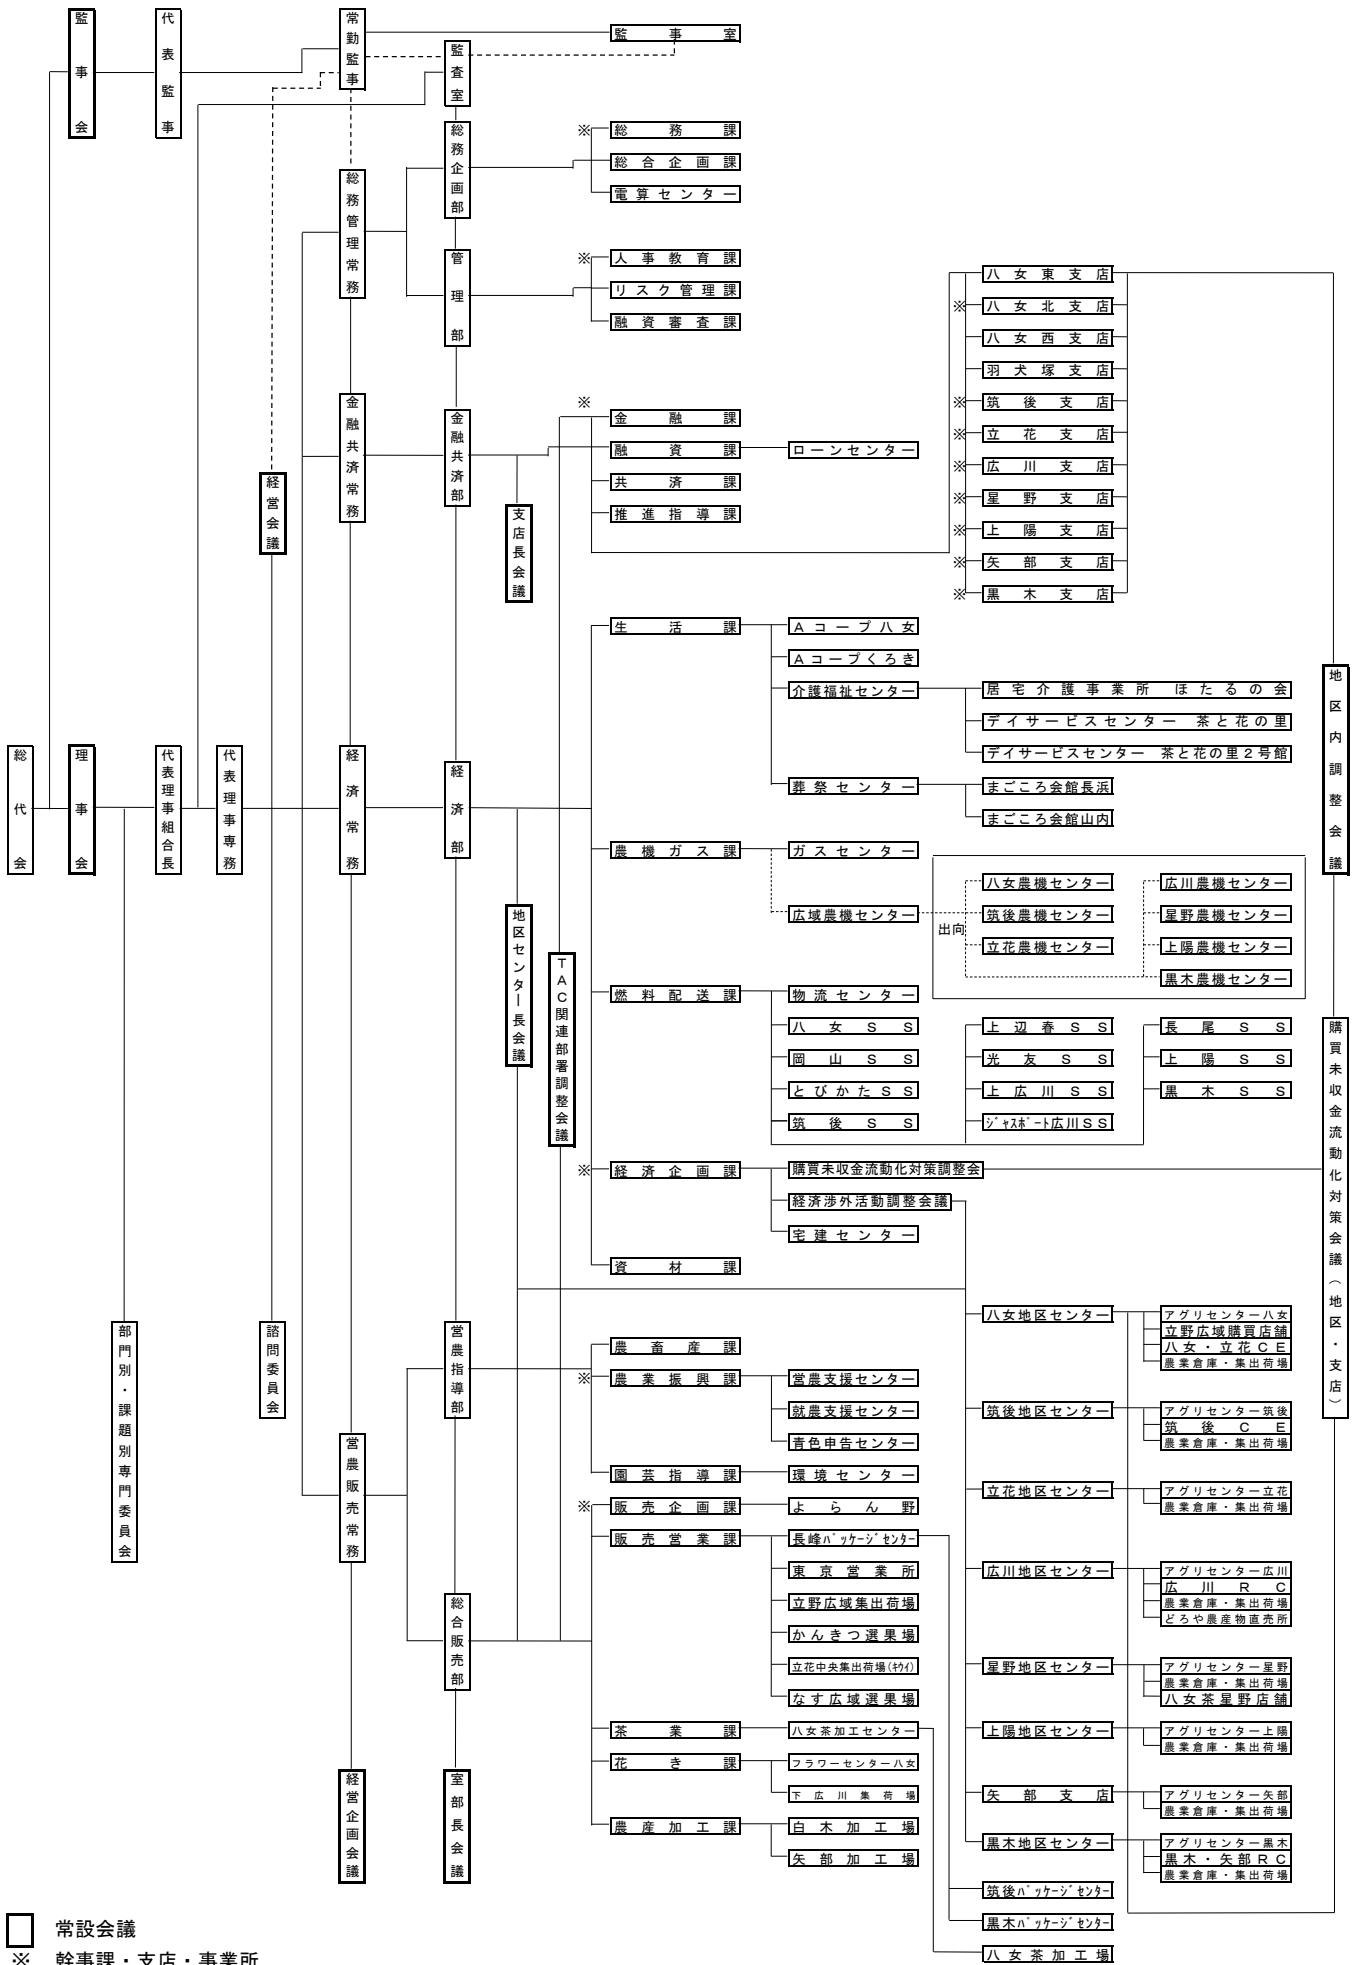 監事会
代表監事
常勤監事
監査室
監事室
総務企画部
※
総務課
総合企画課
電算センター
総務管理常務
管理部
※
人事教育課
リスク管理課
融資審査課
八女東支店
※
八女北支店
八女西支店
羽犬塚支店
※
筑後支店
※
立花支店
※
広川支店
※
星野支店
※
上陽支店
※
矢部支店
※
黒木支店
金融共済常務
金融共済部
※
金融課
融資課
ローンセンター
共済課
推進指導課
経営会議
支店長会議
生活課
Aコープ八女
Aコープくろき
介護福祉センター
居宅介護事業所 ほたるの会
デイサービスセンター 茶と花の里
デイサービスセンター 茶と花の里2号館
葬祭センター
まごころ会館長浜
まごころ会館山内
地区内調整会議
総代会
理事会
代表理事組合長
代表理事専務
経済常務
経済部
農機ガス課
ガスセンター
広域農機センター
出向
八女農機センター
筑後農機センター
立花農機センター
広川農機センター
星野農機センター
上陽農機センター
黒木農機センター
地区センター長会議
TAC関連部署調整会議
燃料配送課
物流センター
八女SS
岡山SS
とびかたSS
筑後SS
上辺春SS
光友SS
上広川SS
ジャスポート広川SS
長尾SS
上陽SS
黒木SS
購買未収金流動化対策会議(地区・支店)
※
経済企画課
購買未収金流動化対策調整会
経済渉外活動調整会議
宅建センター
資材課
部門別・課題別専門委員会
諮問委員会
営農指導部
農畜産課
※
農業振興課
営農支援センター
就農支援センター
青色申告センター
園芸指導課
環境センター
営農販売常務
総合販売部
※
販売企画課
よらん野
販売営業課
長峰パッケージセンター
東京営業所
立野広域集出荷場
かんきつ選果場
立花中央集出荷場(キウイ)
なす広域選果場
茶業課
八女茶加工センター
花き課
フラワーセンター八女
下広川集荷場
農産加工課
白木加工場
矢部加工場
経営企画会議
室部長会議
八女地区センター
アグリセンター八女
立野広域購買店舗
八女・立花CE
農業倉庫・集出荷場
筑後地区センター
アグリセンター筑後
筑後CE
農業倉庫・集出荷場
立花地区センター
アグリセンター立花
農業倉庫・集出荷場
広川地区センター
アグリセンター広川
広川RC
農業倉庫・集出荷場
どろや農産物直売所
星野地区センター
アグリセンター星野
農業倉庫・集出荷場
八女茶星野店舗
上陽地区センター
アグリセンター上陽
農業倉庫・集出荷場
矢部支店
アグリセンター矢部
農業倉庫・集出荷場
黒木地区センター
アグリセンター黒木
黒木・矢部RC
農業倉庫・集出荷場
筑後パッケージセンター
黒木パッケージセンター
八女茶加工場
常設会議
※ 幹事課・支店・事業所